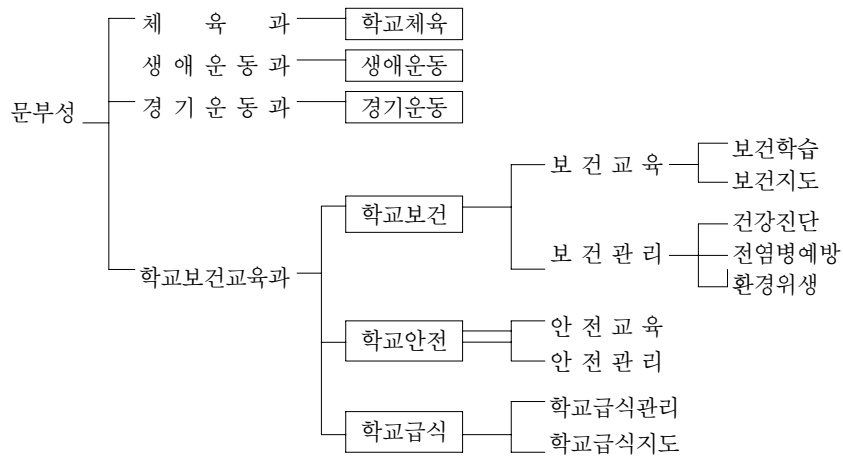 체 육 과 학교체육
생 애 운 동 과 생애운동
문부성 경 기 운 동 과 경기운동
보 건 교 육 보건학습
보건지도
학교보건 건강진단
보 건 관 리 전염병예방
학교보건교육과 환경위생
학교안전 안 전 교 육
안 전 관 리
학교급식 학교급식관리
학교급식지도